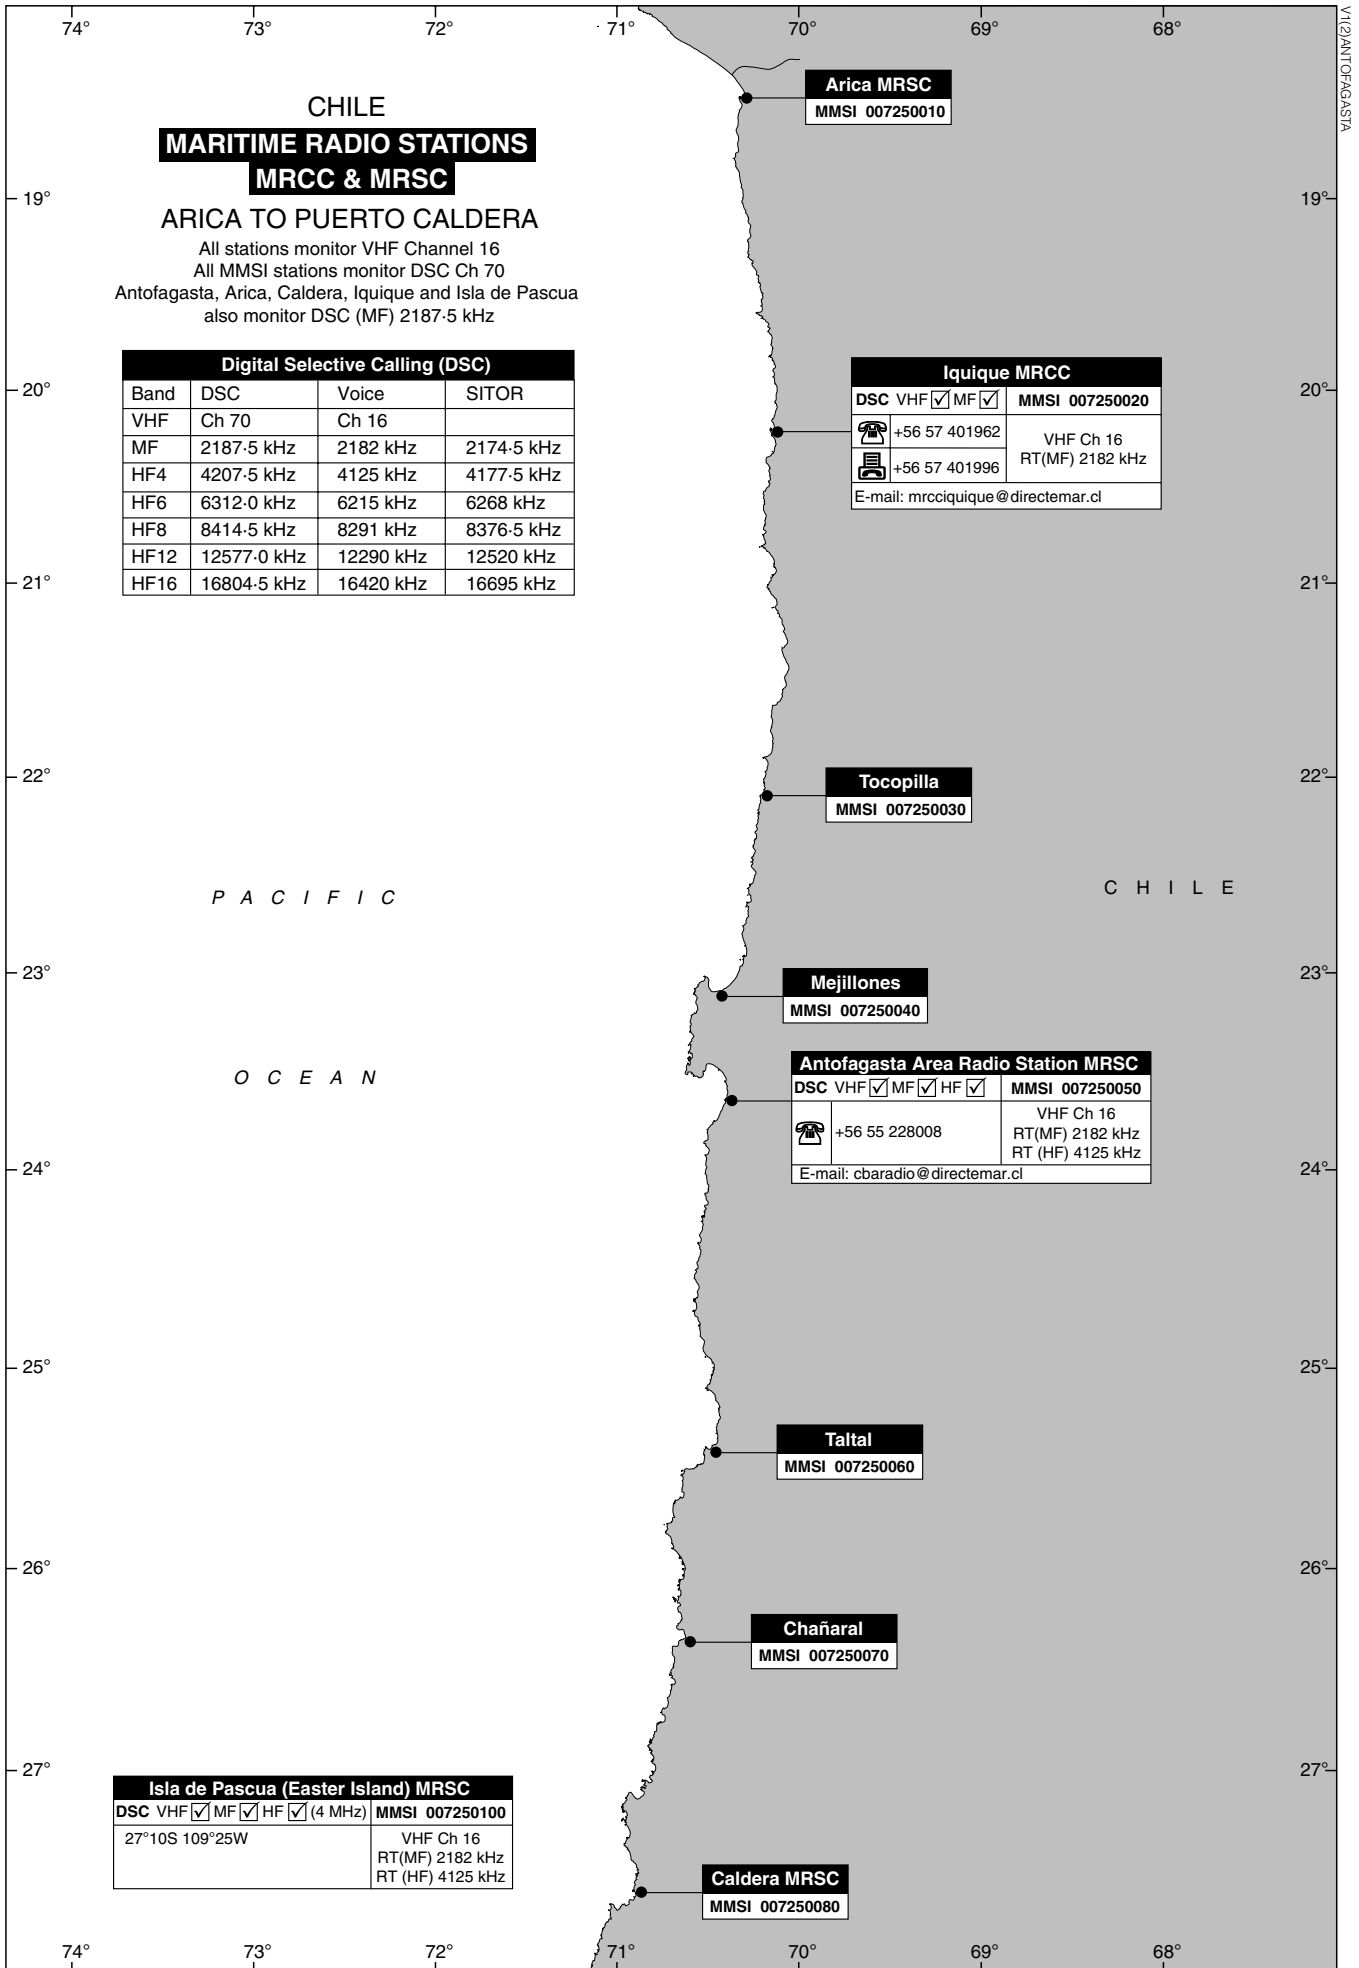 74° 73° 72° 71° 70° 69° 68°
V1(2)ANTOFAGASTA
CHILE
MARITIME RADIO STATIONS
MRCC & MRSC
ARICA TO PUERTO CALDERA
All stations monitor VHF Channel 16
All MMSI stations monitor DSC Ch 70
Antofagasta, Arica, Caldera, Iquique and Isla de Pascua
also monitor DSC (MF) 2187·5 kHz
Arica MRSC
MMSI 007250010
19° 19°
Digital Selective Calling (DSC)
Band DSC Voice SITOR
VHF Ch 70 Ch 16
MF 2187·5 kHz 2182 kHz 2174·5 kHz
HF4 4207·5 kHz 4125 kHz 4177·5 kHz
HF6 6312·0 kHz 6215 kHz 6268 kHz
HF8 8414·5 kHz 8291 kHz 8376·5 kHz
HF12 12577·0 kHz 12290 kHz 12520 kHz
HF16 16804·5 kHz 16420 kHz 16695 kHz
20° 20°
Iquique MRCC
DSC VHF ☑ MF ☑ MMSI 007250020
+56 57 401962
+56 57 401996
VHF Ch 16
RT(MF) 2182 kHz
E-mail: mrcciquique@directemar.cl
21° 21°
22° 22°
Tocopilla
MMSI 007250030
PACIFIC
CHILE
23° 23°
Mejillones
MMSI 007250040
OCEAN
Antofagasta Area Radio Station MRSC
DSC VHF ☑ MF ☑ HF ☑ MMSI 007250050
+56 55 228008
VHF Ch 16
RT(MF) 2182 kHz
RT (HF) 4125 kHz
E-mail: cbaradio@directemar.cl
24° 24°
25° 25°
Taltal
MMSI 007250060
26° 26°
Chañaral
MMSI 007250070
27° 27°
Isla de Pascua (Easter Island) MRSC
DSC VHF ☑ MF ☑ HF ☑ (4 MHz) MMSI 007250100
27°10S 109°25W
VHF Ch 16
RT(MF) 2182 kHz
RT (HF) 4125 kHz
Caldera MRSC
MMSI 007250080
74° 73° 72° 71° 70° 69° 68°